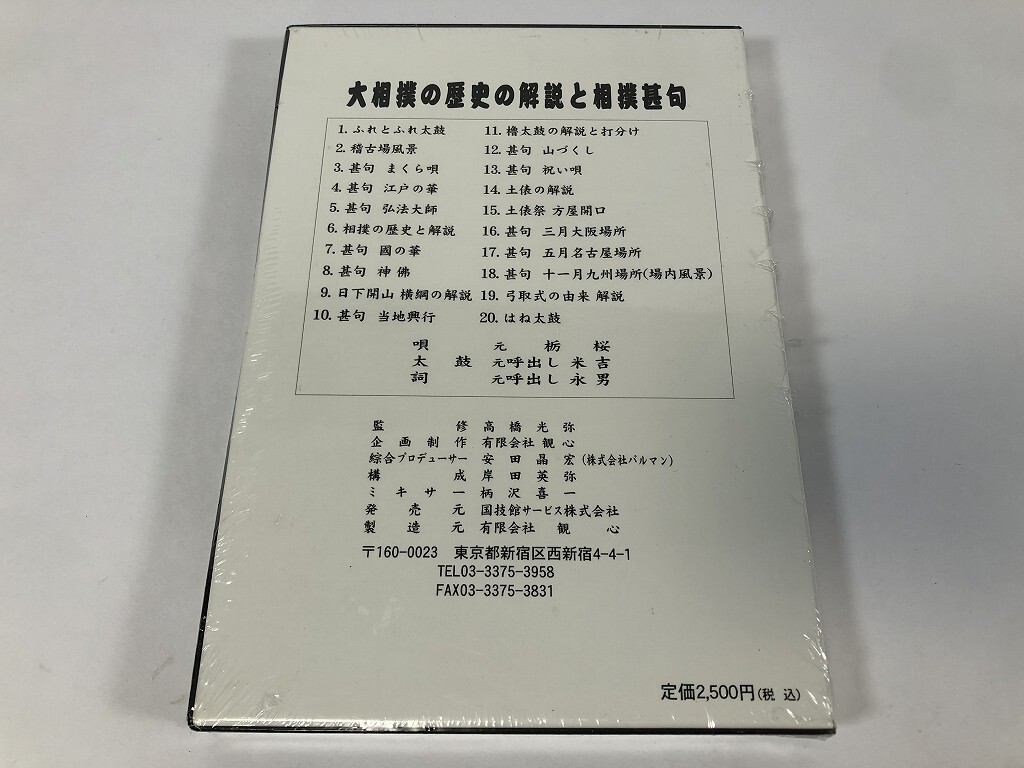 大相撲の歴史の解説と相撲甚句
1. ふれとふれ太鼓
2. 稽古場風景
3. 甚句 まくら唄
4. 甚句 江戸の華
5. 甚句 弘法大師
6. 相撲の歴史と解説
7. 甚句 國の華
8. 甚句 神佛
9. 日下開山 横綱の解説
10. 甚句 当地興行
11. 櫓太鼓の解説と打分け
12. 甚句 山づくし
13. 甚句 祝い唄
14. 土俵の解説
15. 土俵祭 方屋開口
16. 甚句 三月大阪場所
17. 甚句 五月名古屋場所
18. 甚句 十一月九州場所(場内風景)
19. 弓取式の由来 解説
20. はね太鼓
唄 元 栃桜
太鼓 元呼出し 米吉
詞 元呼出し 永男
監修 高橋光弥
企画制作 有限会社 観心
綜合プロデューサー 安田晶宏(株式会社バルマン)
構成 岸田英弥
ミキサー 柄沢喜一
発売元 国技館サービス株式会社
製造元 有限会社 観心
〒160-0023 東京都新宿区西新宿4-4-1
TEL03-3375-3958
FAX03-3375-3831
定価2,500円(税込)